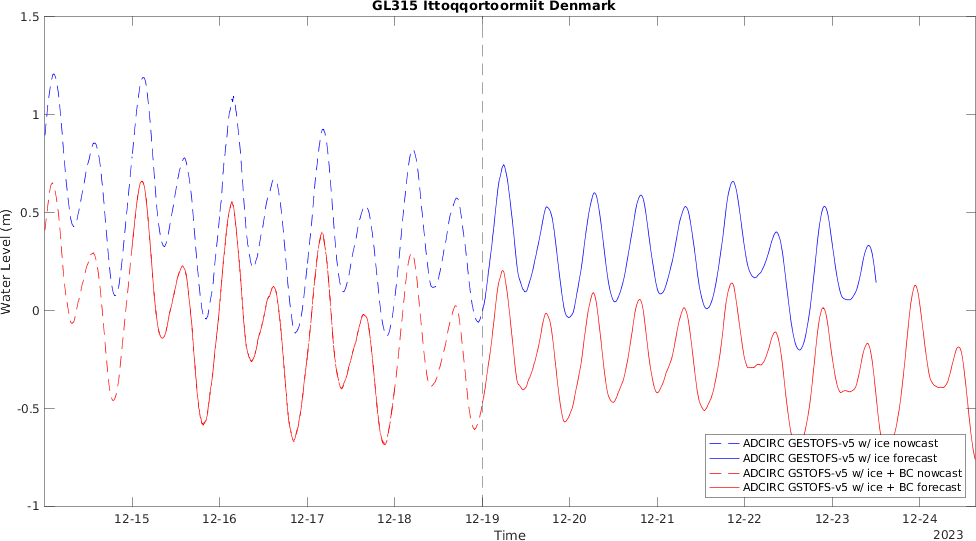 GL315 Ittoqqortoormiit Denmark
1.5
1
0.5
0
-0.5
-1
Water Level (m)
12-15 12-16 12-17 12-18 12-19 12-20 12-21 12-22 12-23 12-24
Time
2023
ADCIRC GESTOFS-v5 w/ ice nowcast
ADCIRC GESTOFS-v5 w/ ice forecast
ADCIRC GSTOFS-v5 w/ ice + BC nowcast
ADCIRC GSTOFS-v5 w/ ice + BC forecast